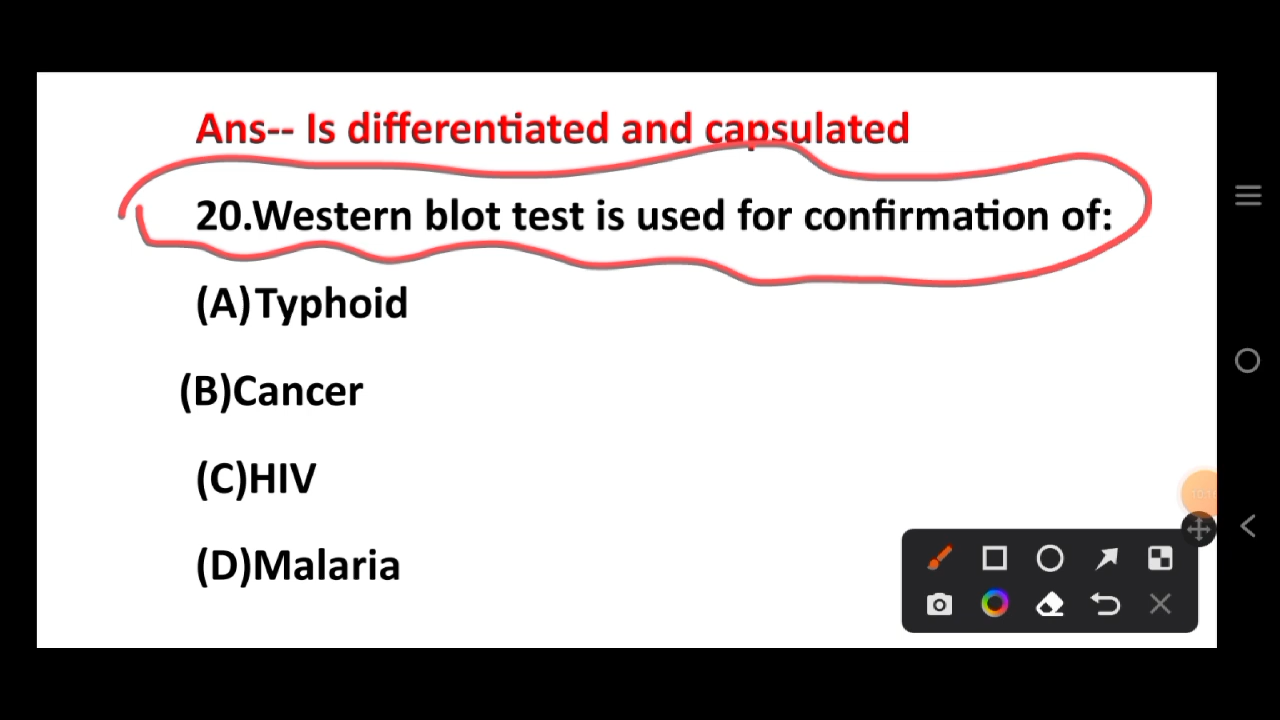 Ans-- Is differentiated and capsulated
20.Western blot test is used for confirmation of:
(A)Typhoid
(B)Cancer
(C)HIV
(D)Malaria